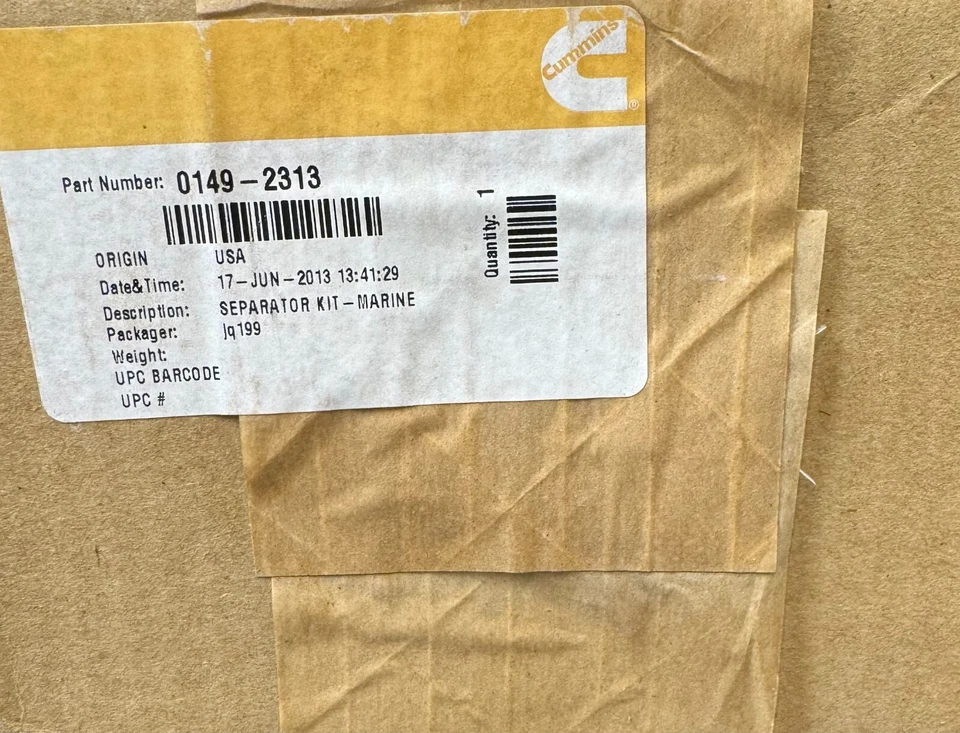 Cummins
®
Part Number: 0149-2313
Quantity: 1
ORIGIN USA
Date&Time: 17-JUN-2013 13:41:29
Description: SEPARATOR KIT-MARINE
Packager: jq199
Weight:
UPC BARCODE
UPC #